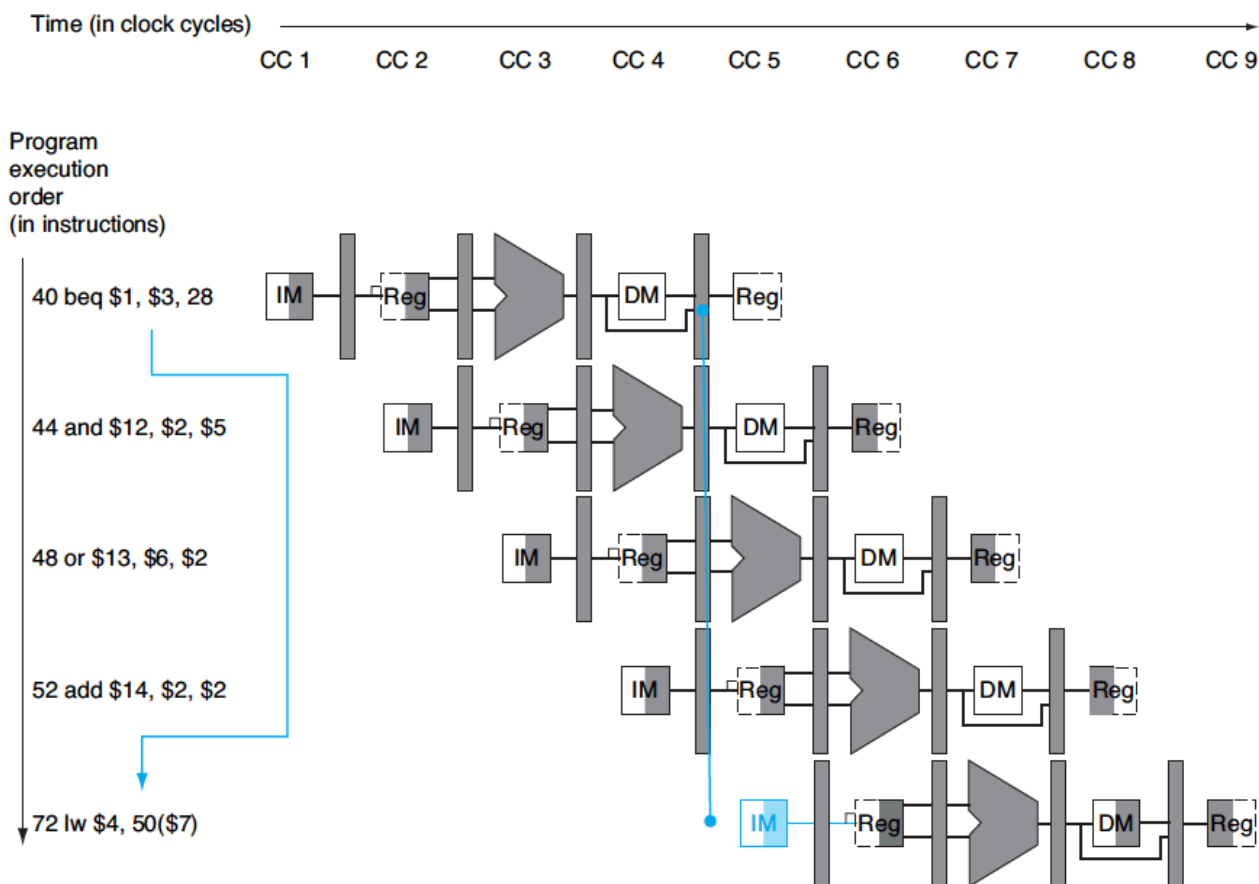 Time (in clock cycles)
CC 1 CC 2 CC 3 CC 4 CC 5 CC 6 CC 7 CC 8 CC 9
Program
execution
order
(in instructions)
40 beq $1, $3, 28 IM Reg DM Reg
44 and $12, $2, $5 IM Reg DM Reg
48 or $13, $6, $2 IM Reg DM Reg
52 add $14, $2, $2 IM Reg DM Reg
72 lw $4, 50($7) IM Reg DM Reg